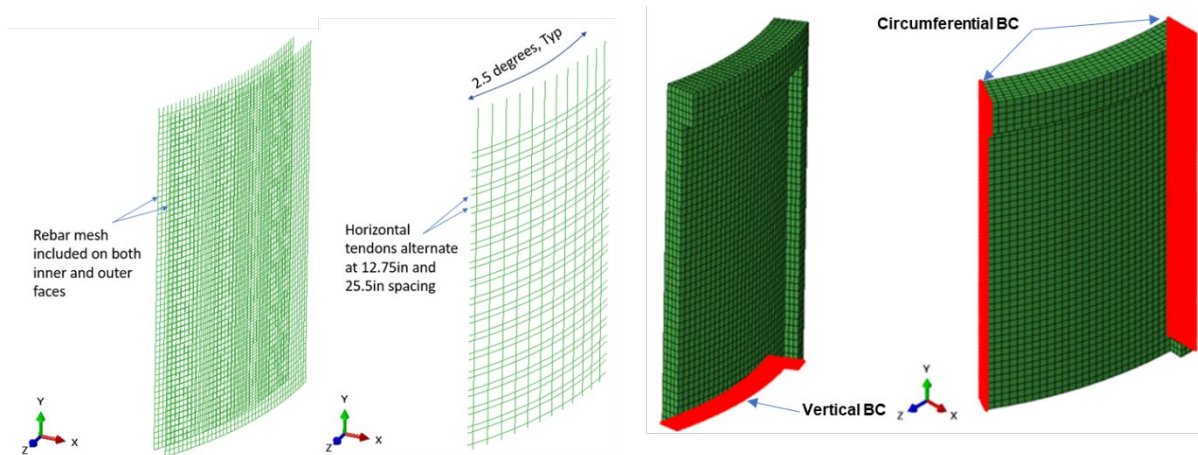 2.5 degrees, Typ
Rebar mesh
included on both
inner and outer
faces
Horizontal
tendons alternate
at 12.75in and
25.5in spacing
Y
Z
X
Y
Z
X
Circumferential BC
Vertical BC
Y
Z
X